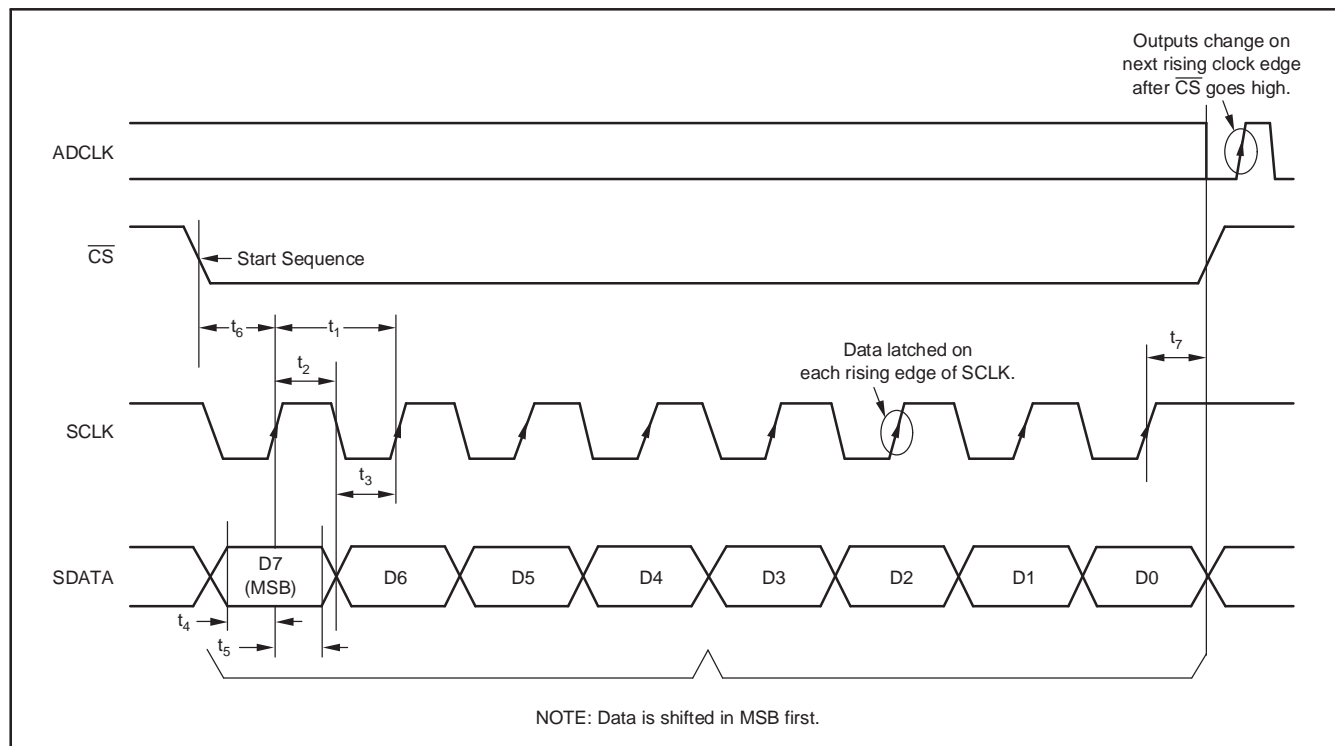 Outputs change on
next rising clock edge
after C̅S̅ goes high.
ADCLK
C̅S̅
Start Sequence
t₆
t₁
t₂
t₇
Data latched on
each rising edge of SCLK.
SCLK
t₃
SDATA
D7
(MSB)
D6
D5
D4
D3
D2
D1
D0
t₄
t₅
NOTE: Data is shifted in MSB first.